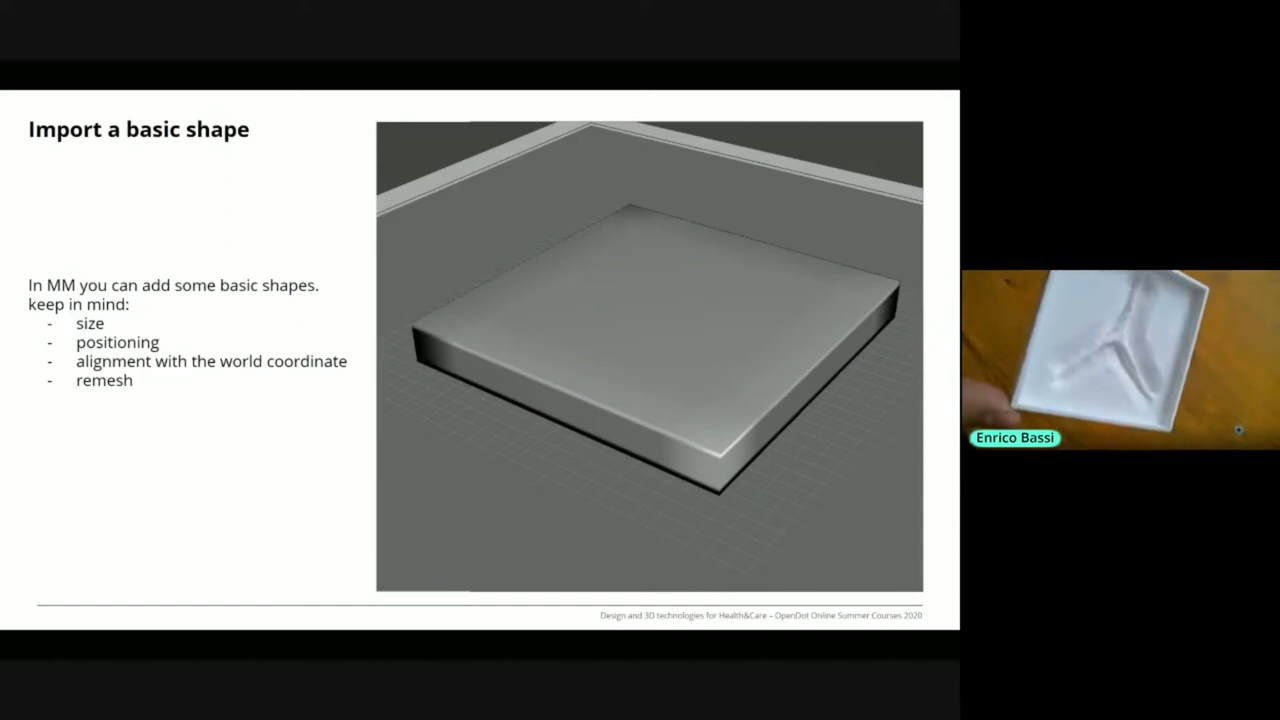 Import a basic shape
In MM you can add some basic shapes.
keep in mind:
- size
- positioning
- alignment with the world coordinate
- remesh
Design and 3D technologies for Health&Care – OpenDot Online Summer Courses 2020
Enrico Bassi